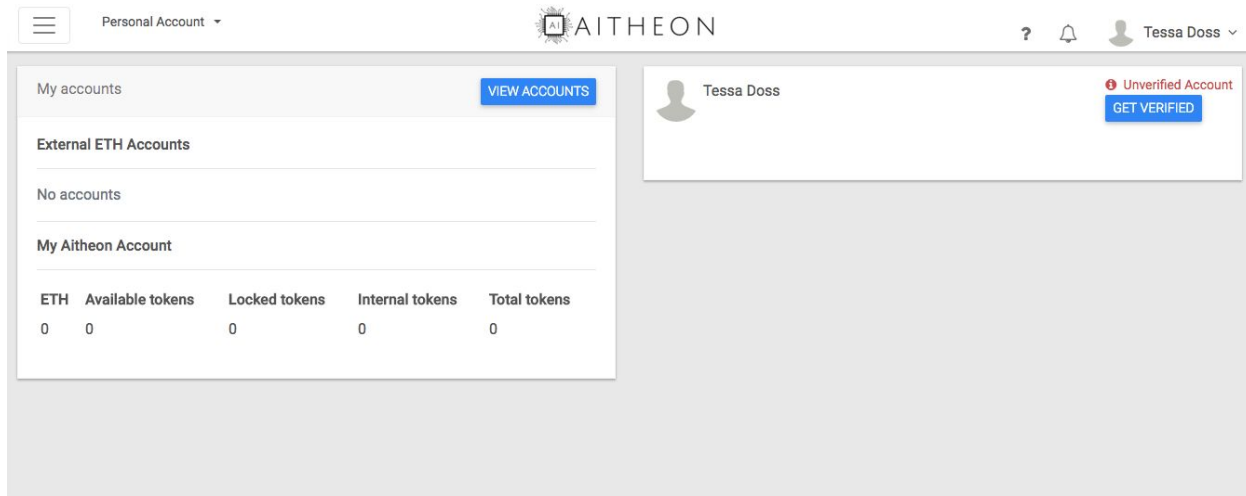 Personal Account
AI AITHEON
? Tessa Doss
My accounts
VIEW ACCOUNTS
External ETH Accounts
No accounts
My Aitheon Account
ETH Available tokens Locked tokens Internal tokens Total tokens
0 0 0 0 0
Tessa Doss
Unverified Account
GET VERIFIED